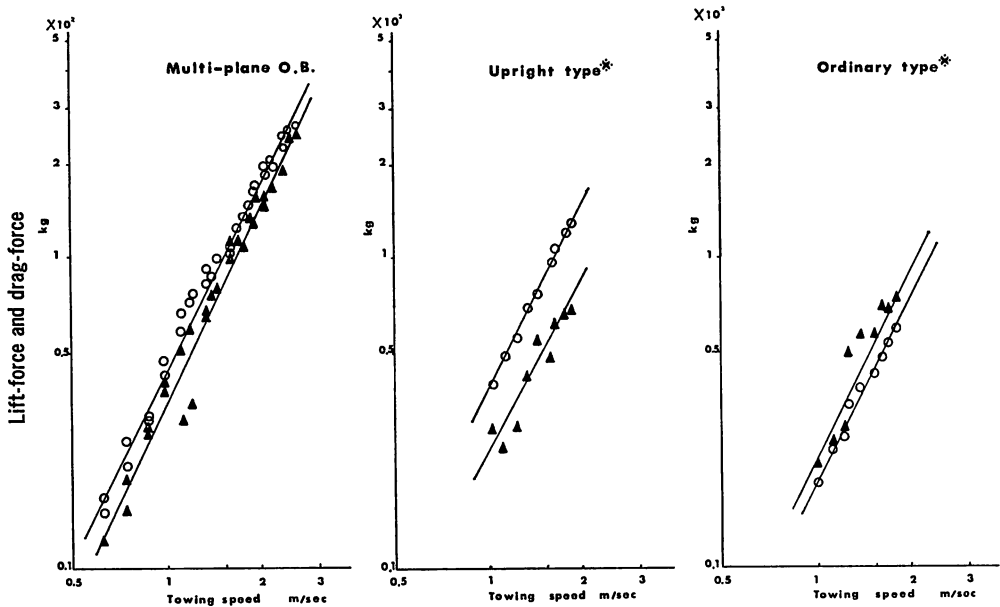 Lift-force and drag-force
X10²
Multi-plane O.B.
5
3
2
kg
1
0.5
0.1
0.5 1 2 3
Towing speed m/sec
X10³
Upright type※
5
3
2
kg
1
0.5
0.1
0.5 1 2 3
Towing speed m/sec
X10³
Ordinary type※
5
3
2
kg
1
0.5
0.1
0.5 1 2 3
Towing speed m/sec